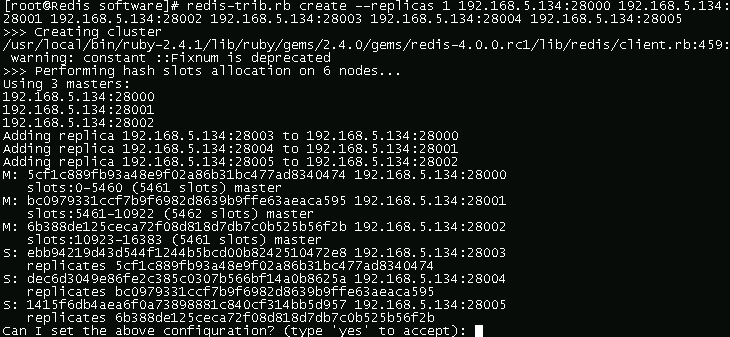 [root@Redis software]# redis-trib.rb create --replicas 1 192.168.5.134:28000 192.168.5.134:
28001 192.168.5.134:28002 192.168.5.134:28003 192.168.5.134:28004 192.168.5.134:28005
>>> Creating cluster
/usr/local/bin/ruby-2.4.1/lib/ruby/gems/2.4.0/gems/redis-4.0.0.rc1/lib/redis/client.rb:459:
 warning: constant ::Fixnum is deprecated
>>> Performing hash slots allocation on 6 nodes...
Using 3 masters:
192.168.5.134:28000
192.168.5.134:28001
192.168.5.134:28002
Adding replica 192.168.5.134:28003 to 192.168.5.134:28000
Adding replica 192.168.5.134:28004 to 192.168.5.134:28001
Adding replica 192.168.5.134:28005 to 192.168.5.134:28002
M: 5cf1c889fb93a48e9f02a86b31bc477ad8340474 192.168.5.134:28000
   slots:0-5460 (5461 slots) master
M: bc0979331ccf7b9f6982d8639b9ffe63aeaca595 192.168.5.134:28001
   slots:5461-10922 (5462 slots) master
M: 6b388de125ceca72f08d818d7db7c0b525b56f2b 192.168.5.134:28002
   slots:10923-16383 (5461 slots) master
S: ebb94219d43d544f1244b5bcd00b8242510472e8 192.168.5.134:28003
   replicates 5cf1c889fb93a48e9f02a86b31bc477ad8340474
S: dec6d3049e86fe2c385c0307b566bf14a0b8625a 192.168.5.134:28004
   replicates bc0979331ccf7b9f6982d8639b9ffe63aeaca595
S: 1415f6db4aea6f0a73898881c840cf314bb5d957 192.168.5.134:28005
   replicates 6b388de125ceca72f08d818d7db7c0b525b56f2b
Can I set the above configuration? (type 'yes' to accept):